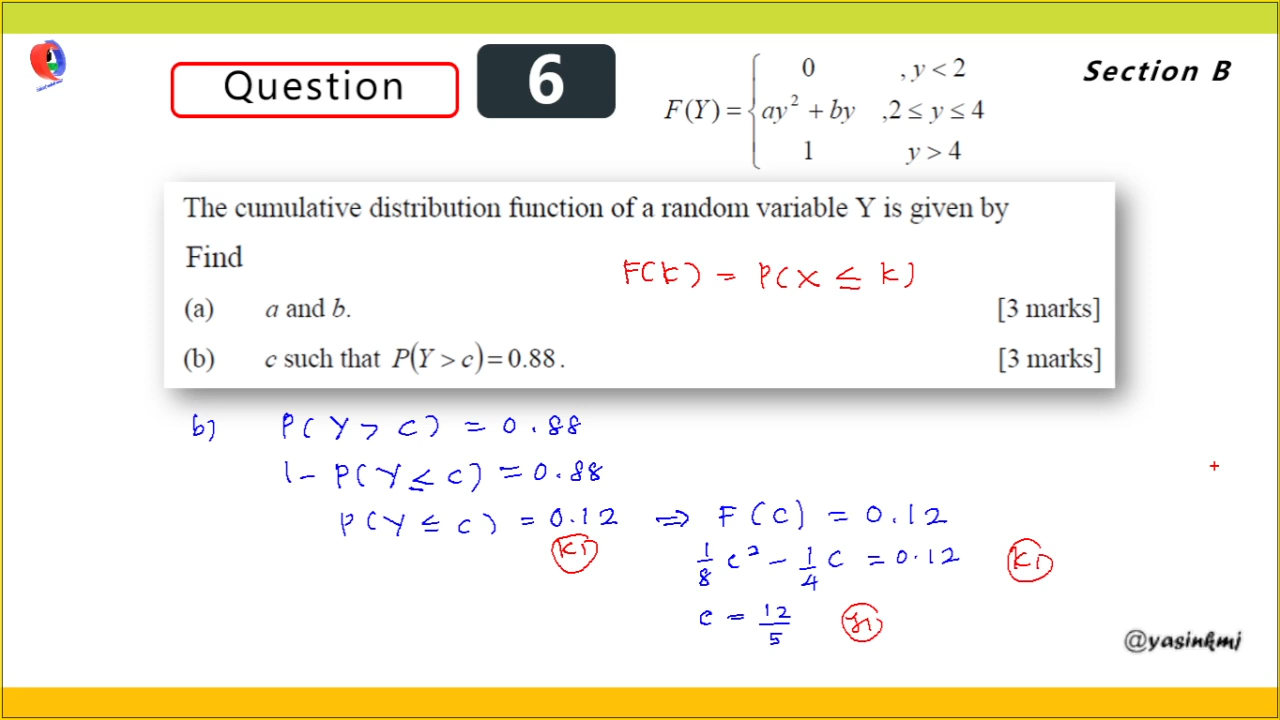 Question 6
Section B
F(Y) = { 0 , y < 2
ay² + by , 2 ≤ y ≤ 4
1 y > 4
The cumulative distribution function of a random variable Y is given by
Find
F(k) = P(X ≤ k)
(a) a and b. [3 marks]
(b) c such that P(Y > c) = 0.88. [3 marks]
b) P(Y > c) = 0.88
1 - P(Y ≤ c) = 0.88
P(Y ≤ c) = 0.12 ⇒ F(c) = 0.12
K1
1/8 c² - 1/4 c = 0.12 K1
c = 12/5 J1
@yasinkmj